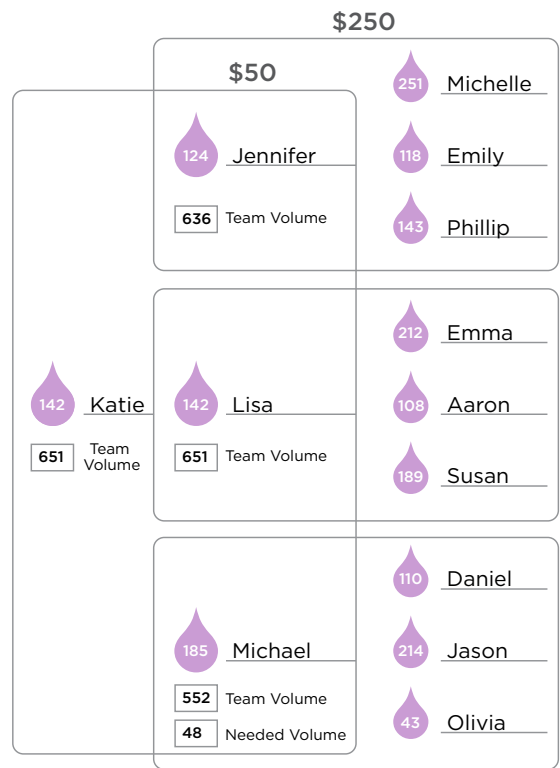 $250
$50
251 Michelle
124 Jennifer
118 Emily
636 Team Volume
143 Phillip
212 Emma
142 Katie
142 Lisa
108 Aaron
651 Team
Volume
651 Team Volume
189 Susan
110 Daniel
185 Michael
214 Jason
552 Team Volume
48 Needed Volume
43 Olivia